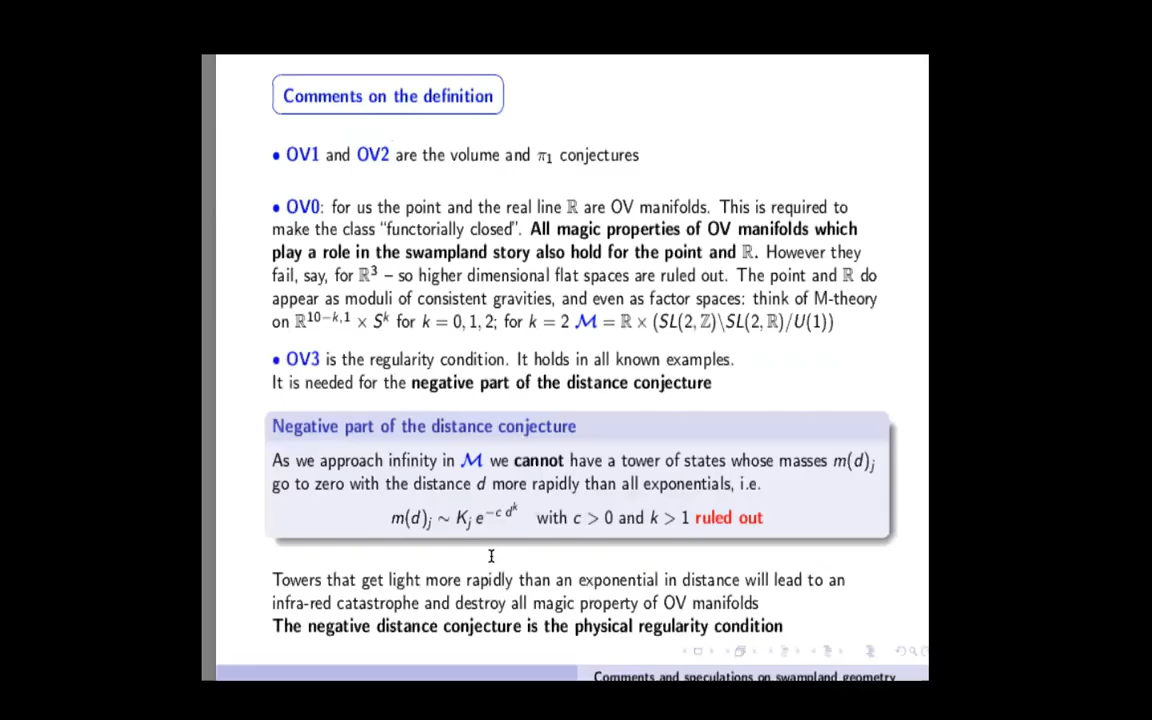 Comments on the definition
• OV1 and OV2 are the volume and π₁ conjectures
• OV0: for us the point and the real line ℝ are OV manifolds. This is required to
make the class “functorially closed”. All magic properties of OV manifolds which
play a role in the swampland story also hold for the point and ℝ. However they
fail, say, for ℝ³ – so higher dimensional flat spaces are ruled out. The point and ℝ do
appear as moduli of consistent gravities, and even as factor spaces: think of M-theory
on ℝ^{10−k,1} × S^k for k = 0, 1, 2; for k = 2 ℳ = ℝ × (SL(2,ℤ)\SL(2,ℝ)/U(1))
• OV3 is the regularity condition. It holds in all known examples.
It is needed for the negative part of the distance conjecture
Negative part of the distance conjecture
As we approach infinity in ℳ we cannot have a tower of states whose masses m(d)_j
go to zero with the distance d more rapidly than all exponentials, i.e.
m(d)_j ∼ K_j e^{−c d^k} with c > 0 and k > 1 ruled out
Towers that get light more rapidly than an exponential in distance will lead to an
infra-red catastrophe and destroy all magic property of OV manifolds
The negative distance conjecture is the physical regularity condition
Comments and speculations on swampland geometry